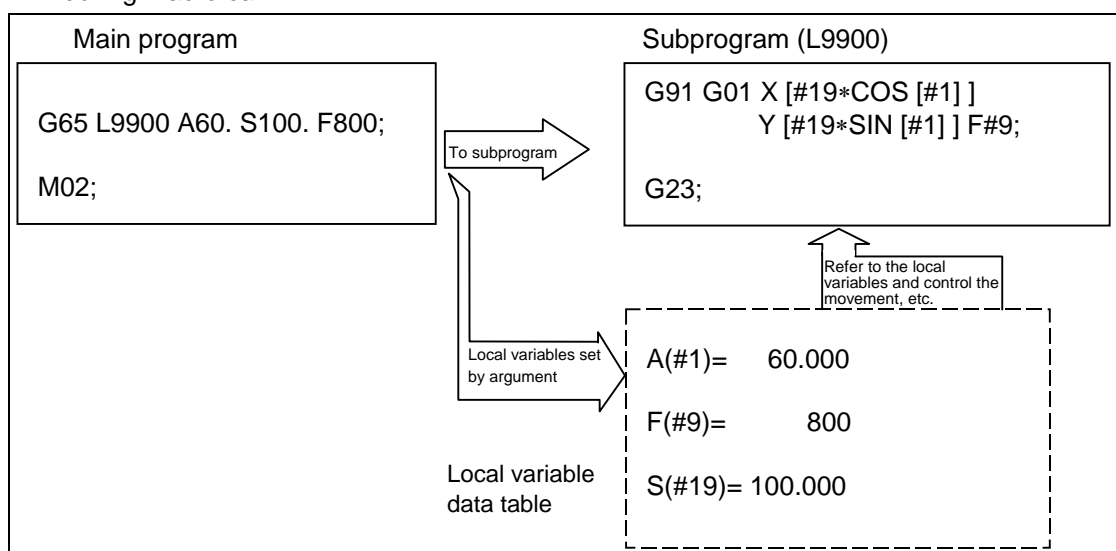 Main program
Subprogram (L9900)
G65 L9900 A60. S100. F800;
M02;
To subprogram
G91 G01 X [#19∗COS [#1] ]
Y [#19∗SIN [#1] ] F#9;
G23;
Refer to the local
variables and control the
movement, etc.
Local variables set
by argument
A(#1)= 60.000
F(#9)= 800
S(#19)= 100.000
Local variable
data table